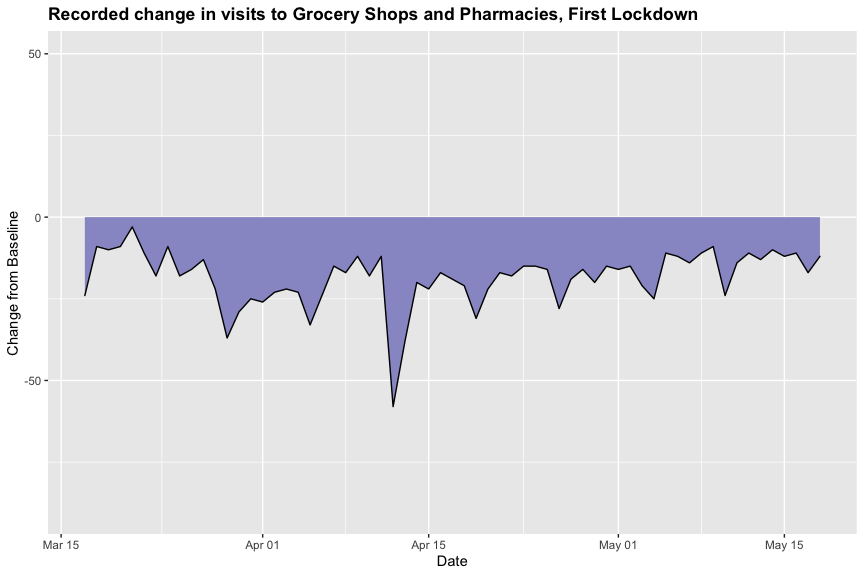 Recorded change in visits to Grocery Shops and Pharmacies, First Lockdown
Change from Baseline
50
0
-50
Mar 15
Apr 01
Apr 15
May 01
May 15
Date